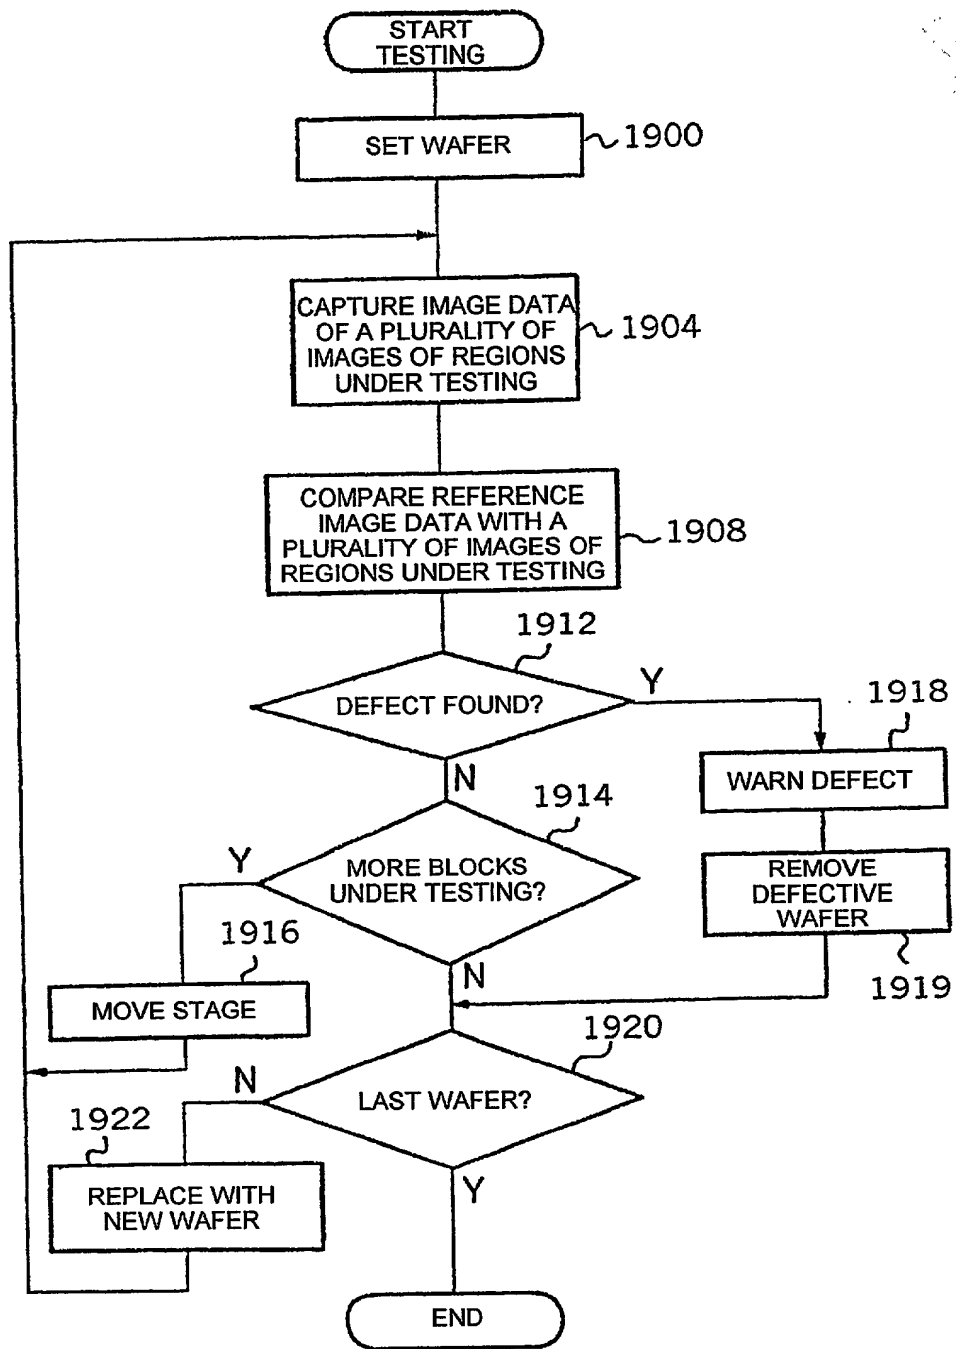 START
TESTING
SET WAFER
1900
CAPTURE IMAGE DATA
OF A PLURALITY OF
IMAGES OF REGIONS
UNDER TESTING
1904
COMPARE REFERENCE
IMAGE DATA WITH A
PLURALITY OF IMAGES OF
REGIONS UNDER TESTING
1908
1912
DEFECT FOUND?
Y
1918
WARN DEFECT
N
1914
MORE BLOCKS
UNDER TESTING?
Y
REMOVE
DEFECTIVE
WAFER
1919
1916
MOVE STAGE
N
1920
LAST WAFER?
N
1922
REPLACE WITH
NEW WAFER
Y
END